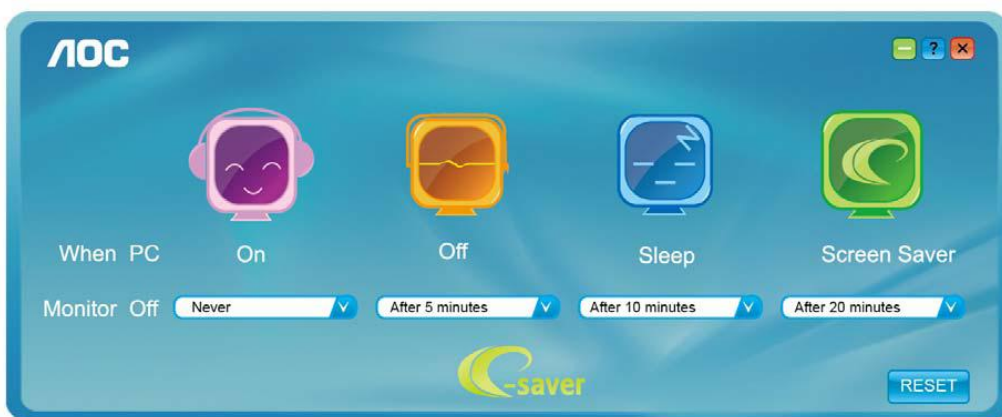 AOC
?
When PC On Off Sleep Screen Saver
Monitor Off Never After 5 minutes After 10 minutes After 20 minutes
e-saver
RESET